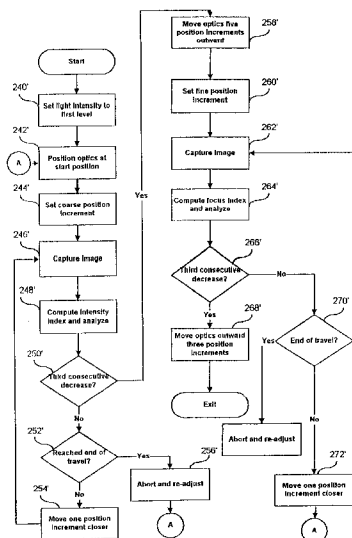 Start
240'
Set light intensity to
first level
242'
A
Position optics at
start position
244'
Set coarse position
increment
246'
Capture Image
248'
Compute intensity
index and analyze
250'
Third consecutive
decrease?
Yes
No
252'
Reached end of
travel?
Yes
256'
Abort and re-adjust
A
No
254'
Move one position
increment closer
258'
Move optics five
position increments
outward
260'
Set fine position
increment
262'
Capture Image
264'
Compute focus index
and analyze
266'
Third consecutive
decrease?
No
Yes
268'
Move optics outward
three position
increments
Exit
270'
End of travel?
Yes
Abort and re-adjust
No
272'
Move one position
increment closer
A